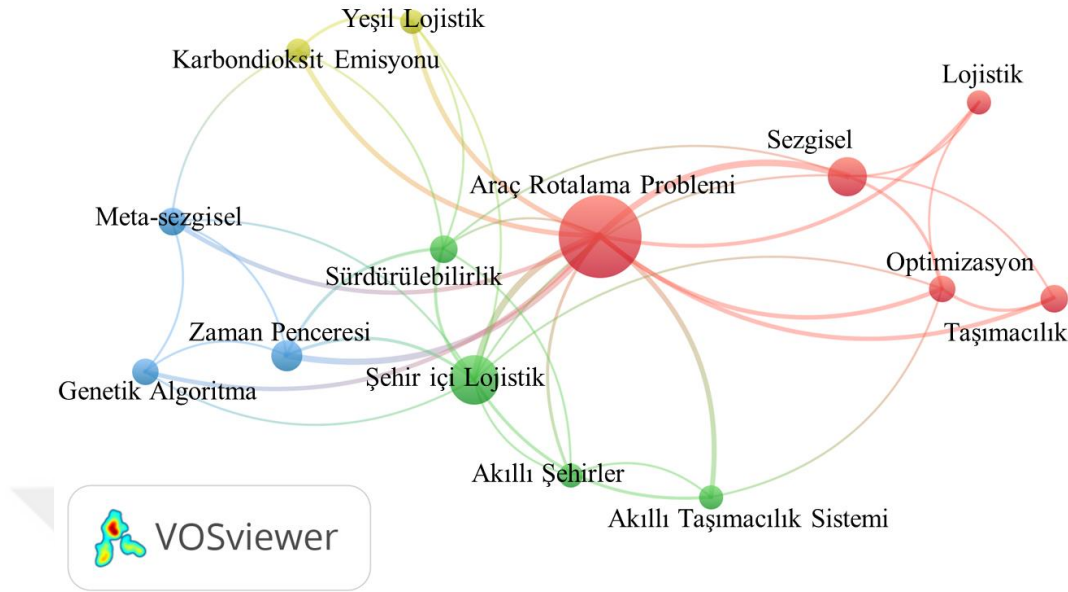 Yeşil Lojistik
Karbondioksit Emisyonu
Lojistik
Sezgisel
Araç Rotalama Problemi
Meta-sezgisel
Sürdürülebilirlik
Optimizasyon
Zaman Penceresi
Taşımacılık
Şehir içi Lojistik
Genetik Algoritma
Akıllı Şehirler
Akıllı Taşımacılık Sistemi
VOSviewer